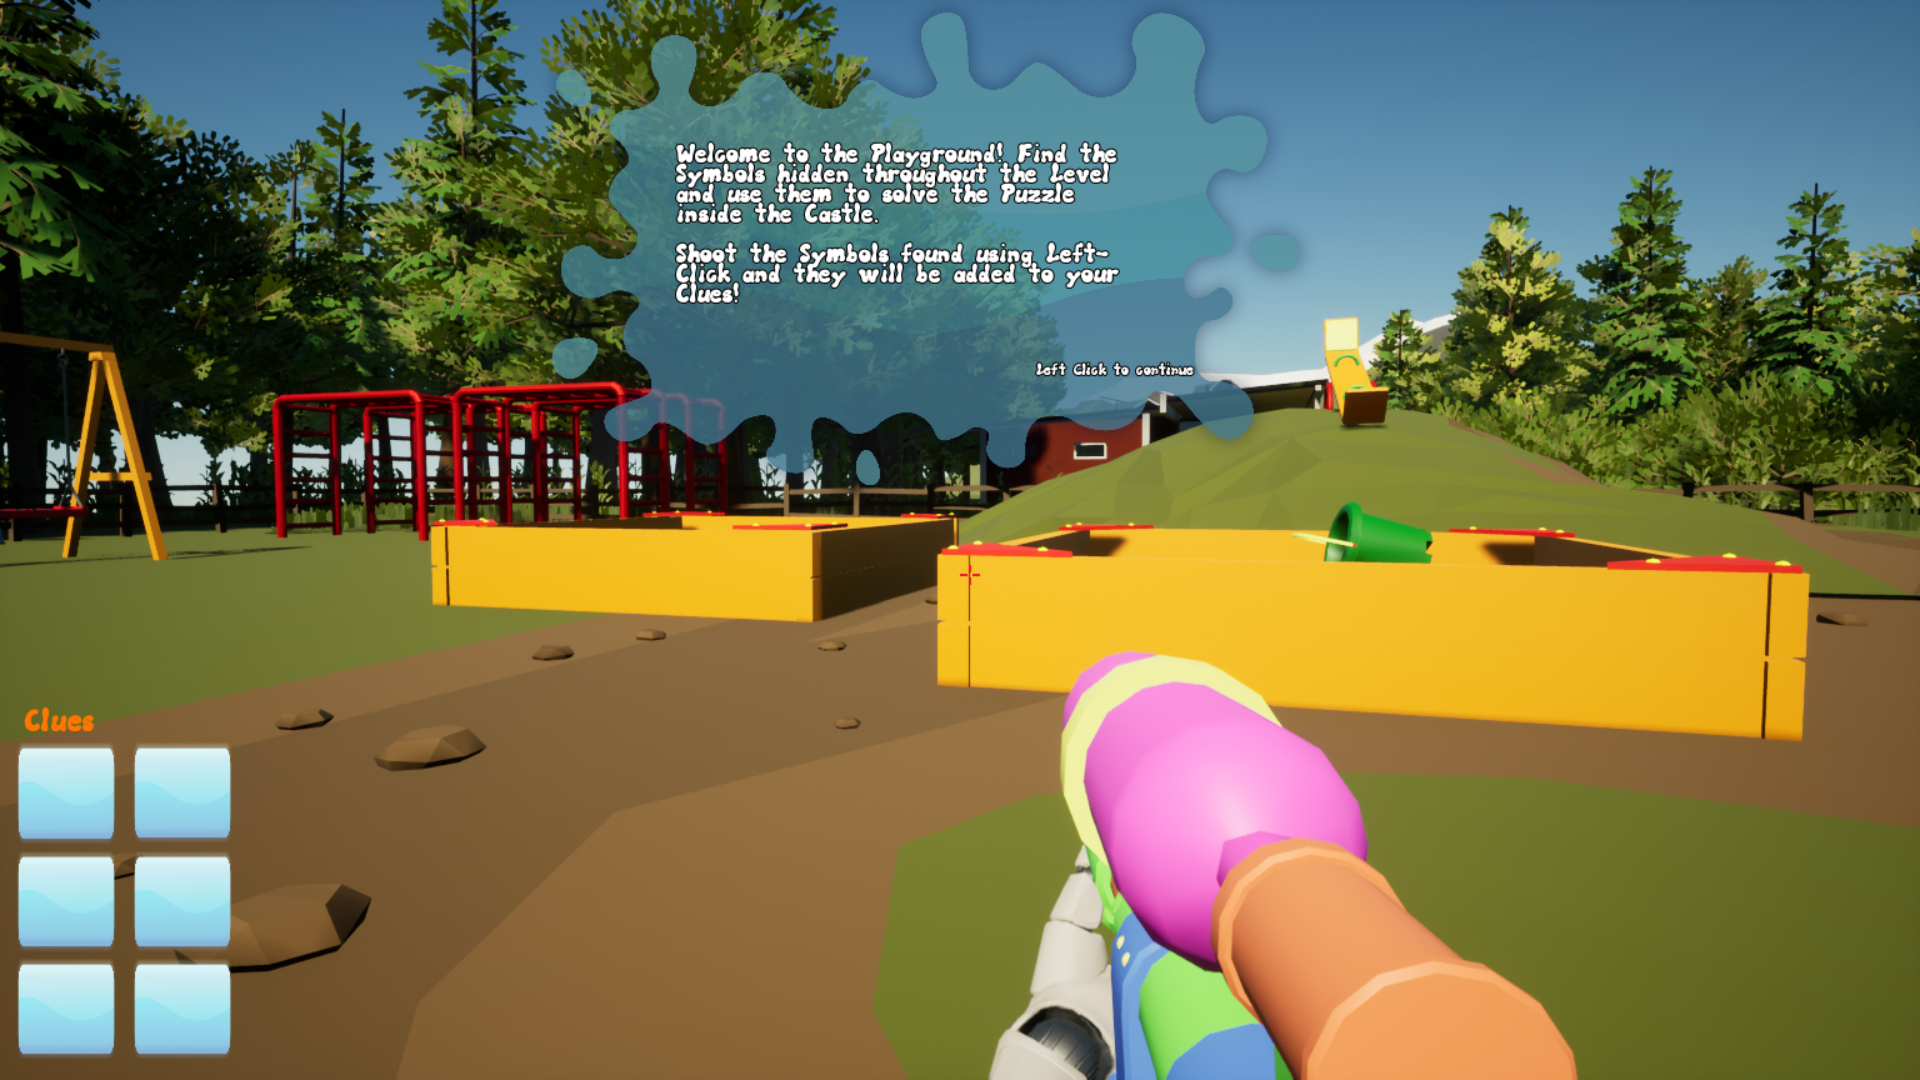 Welcome to the Playground! Find the
Symbols hidden throughout the Level
and use them to solve the Puzzle
inside the Castle.
Shoot the Symbols found using Left-
Click and they will be added to your
Clues!
Left Click to continue
Clues